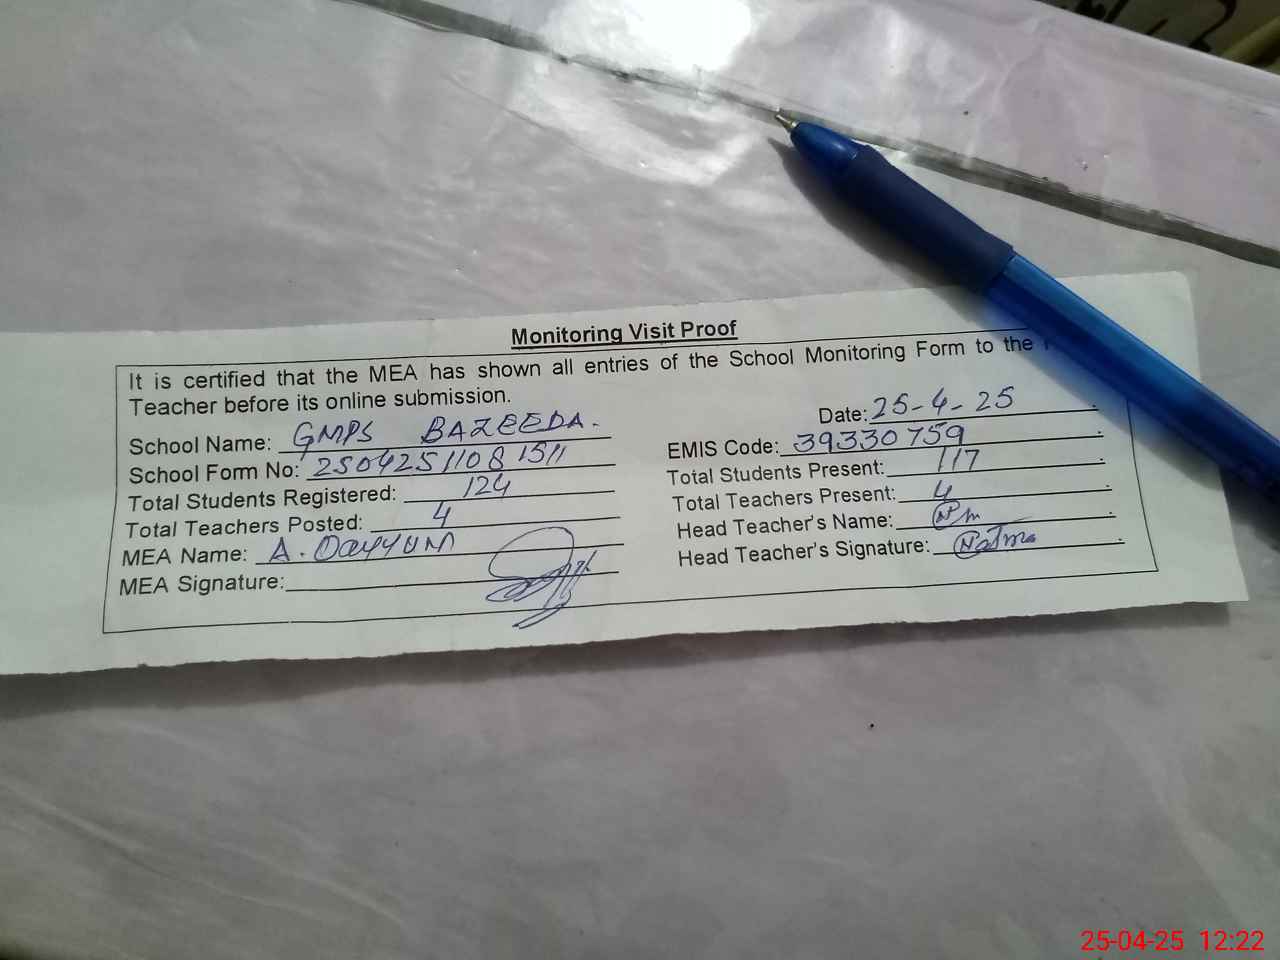 Monitoring Visit Proof
It is certified that the MEA has shown all entries of the School Monitoring Form to the
Teacher before its online submission.
Date: 25-4-25
School Name: GMPS BAZEEDA.
EMIS Code: 39330759
School Form No: 2504251108 1511
Total Students Present: 117
Total Students Registered: 124
Total Teachers Present: 4
Total Teachers Posted: 4
Head Teacher's Name:
MEA Name: A. Qayyum
Head Teacher's Signature:
MEA Signature:
25-04-25 12:22